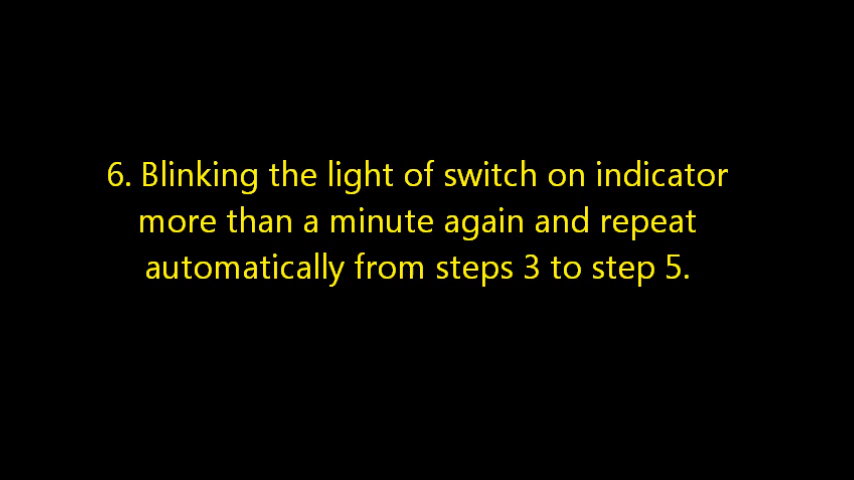 6. Blinking the light of switch on indicator
more than a minute again and repeat
automatically from steps 3 to step 5.